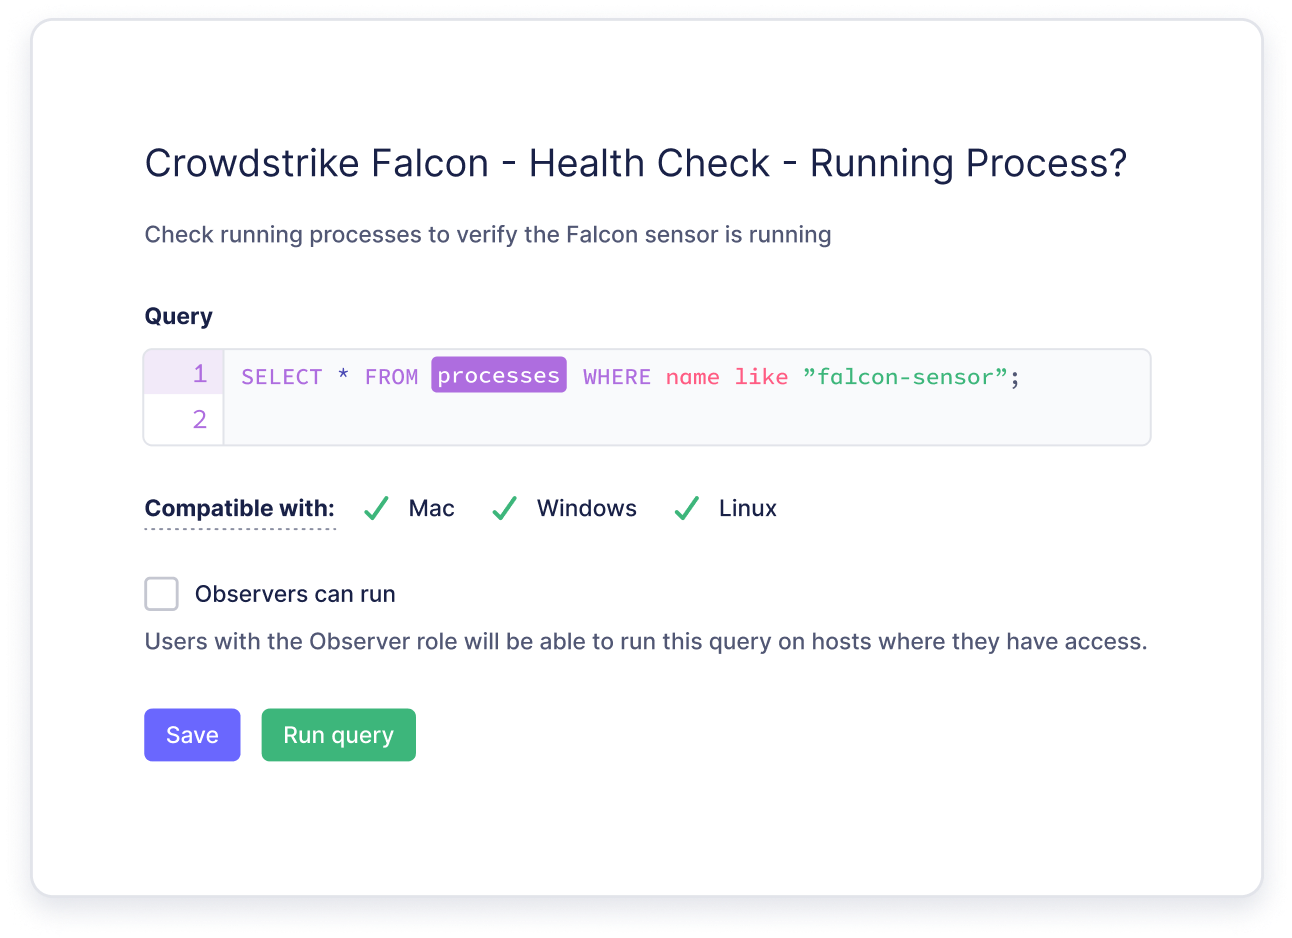 Crowdstrike Falcon - Health Check - Running Process?
Check running processes to verify the Falcon sensor is running
Query
1 SELECT * FROM processes WHERE name like ”falcon-sensor”;
2
Compatible with: Mac Windows Linux
Observers can run
Users with the Observer role will be able to run this query on hosts where they have access.
Save Run query